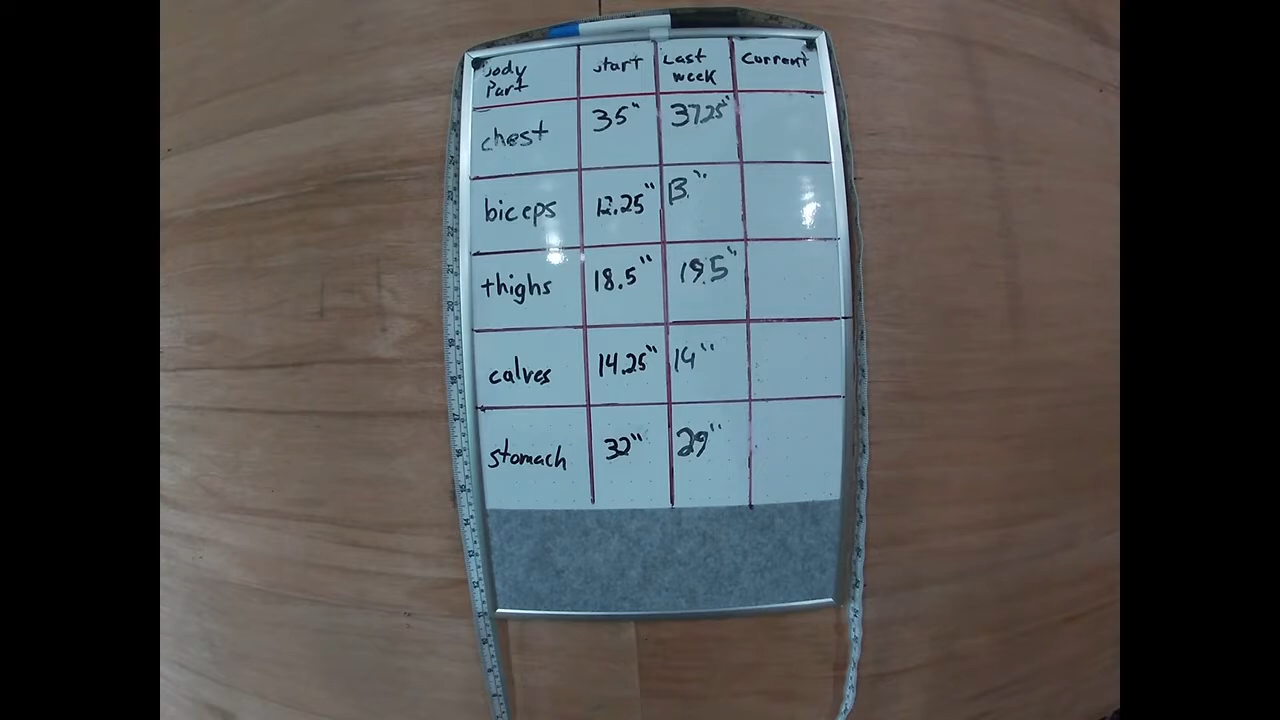 Body Part Start Last week Current
chest 35" 37.25"
biceps 12.25" 13"
thighs 18.5" 19.5"
calves 14.25" 14"
stomach 32" 29"